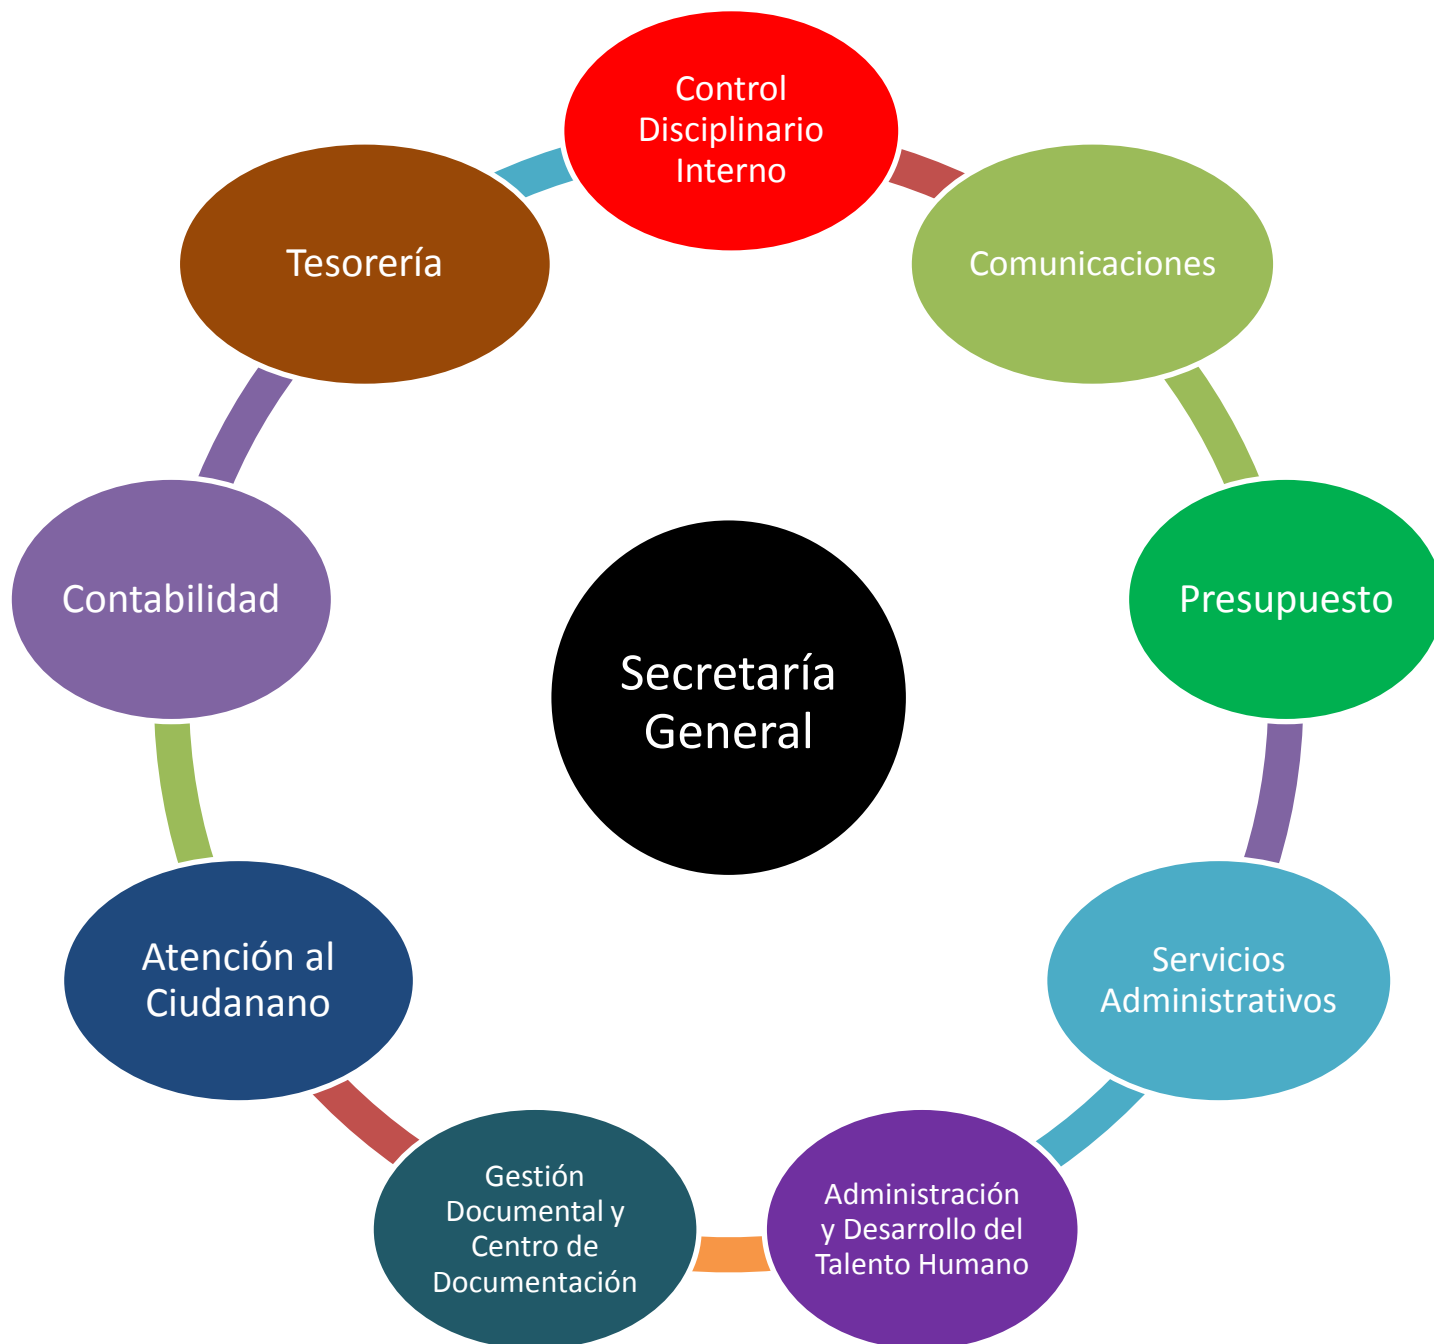 Control
Disciplinario
Interno
Comunicaciones
Presupuesto
Servicios
Administrativos
Administración
y Desarrollo del
Talento Humano
Gestión
Documental y
Centro de
Documentación
Atención al
Ciudanano
Contabilidad
Tesorería
Secretaría
General